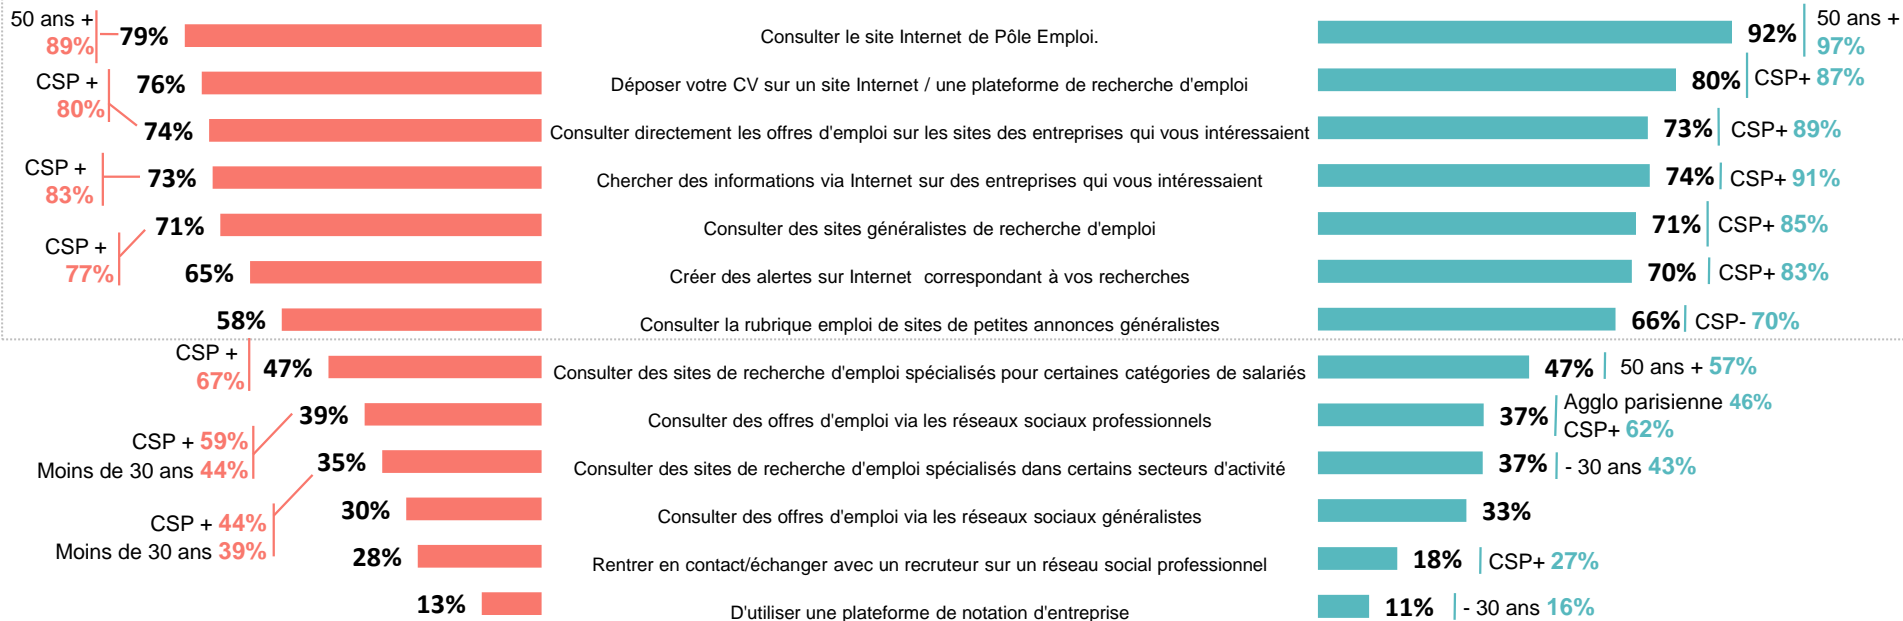 50 ans +
89%
79%
Consulter le site Internet de Pôle Emploi.
92%
50 ans +
97%
CSP +
80%
76%
Déposer votre CV sur un site Internet / une plateforme de recherche d'emploi
80%
CSP+ 87%
74%
Consulter directement les offres d'emploi sur les sites des entreprises qui vous intéressaient
73%
CSP+ 89%
CSP +
83%
73%
Chercher des informations via Internet sur des entreprises qui vous intéressaient
74%
CSP+ 91%
71%
Consulter des sites généralistes de recherche d'emploi
71%
CSP+ 85%
CSP +
77%
65%
Créer des alertes sur Internet correspondant à vos recherches
70%
CSP+ 83%
58%
Consulter la rubrique emploi de sites de petites annonces généralistes
66%
CSP- 70%
CSP +
67%
47%
Consulter des sites de recherche d'emploi spécialisés pour certaines catégories de salariés
47%
50 ans + 57%
39%
Consulter des offres d'emploi via les réseaux sociaux professionnels
37%
Agglo parisienne 46%
CSP+ 62%
CSP + 59%
Moins de 30 ans 44%
35%
Consulter des sites de recherche d'emploi spécialisés dans certains secteurs d'activité
37%
- 30 ans 43%
30%
Consulter des offres d'emploi via les réseaux sociaux généralistes
33%
CSP + 44%
Moins de 30 ans 39%
28%
Rentrer en contact/échanger avec un recruteur sur un réseau social professionnel
18%
CSP+ 27%
13%
D'utiliser une plateforme de notation d'entreprise
11%
- 30 ans 16%